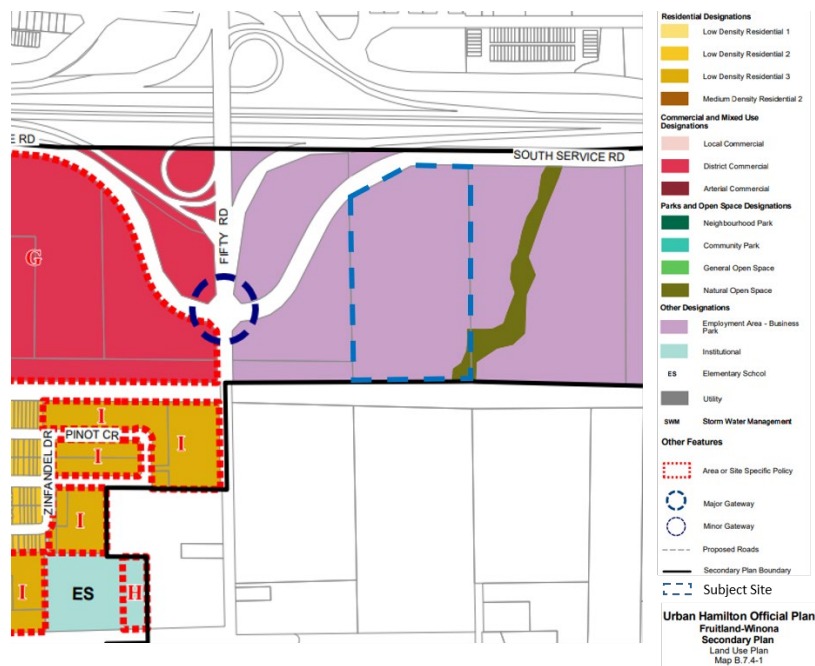 E RD
SOUTH SERVICE RD
FIFTY RD
G
I
PINOT CR
I
I
ZINFANDEL DR
I
I
ES
H
Residential Designations
Low Density Residential 1
Low Density Residential 2
Low Density Residential 3
Medium Density Residential 2
Commercial and Mixed Use
Designations
Local Commercial
District Commercial
Arterial Commercial
Parks and Open Space Designations
Neighbourhood Park
Community Park
General Open Space
Natural Open Space
Other Designations
Employment Area - Business
Park
Institutional
ES Elementary School
Utility
SWM Storm Water Management
Other Features
Area or Site Specific Policy
Major Gateway
Minor Gateway
Proposed Roads
Secondary Plan Boundary
Subject Site
Urban Hamilton Official Plan
Fruitland-Winona
Secondary Plan
Land Use Plan
Map B.7.4-1